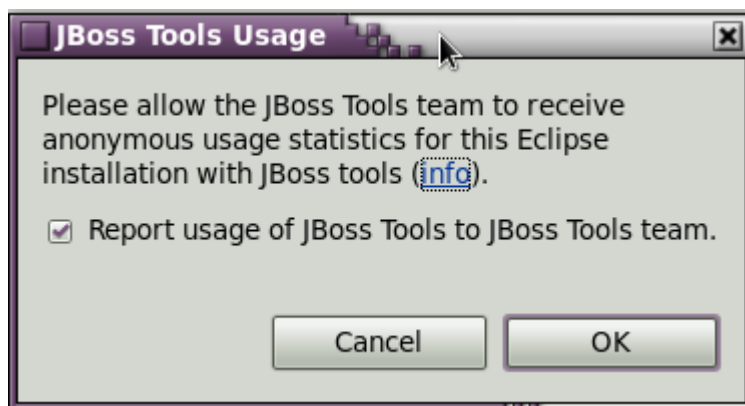 JBoss Tools Usage
Please allow the JBoss Tools team to receive
anonymous usage statistics for this Eclipse
installation with JBoss tools (info).
Report usage of JBoss Tools to JBoss Tools team.
Cancel OK